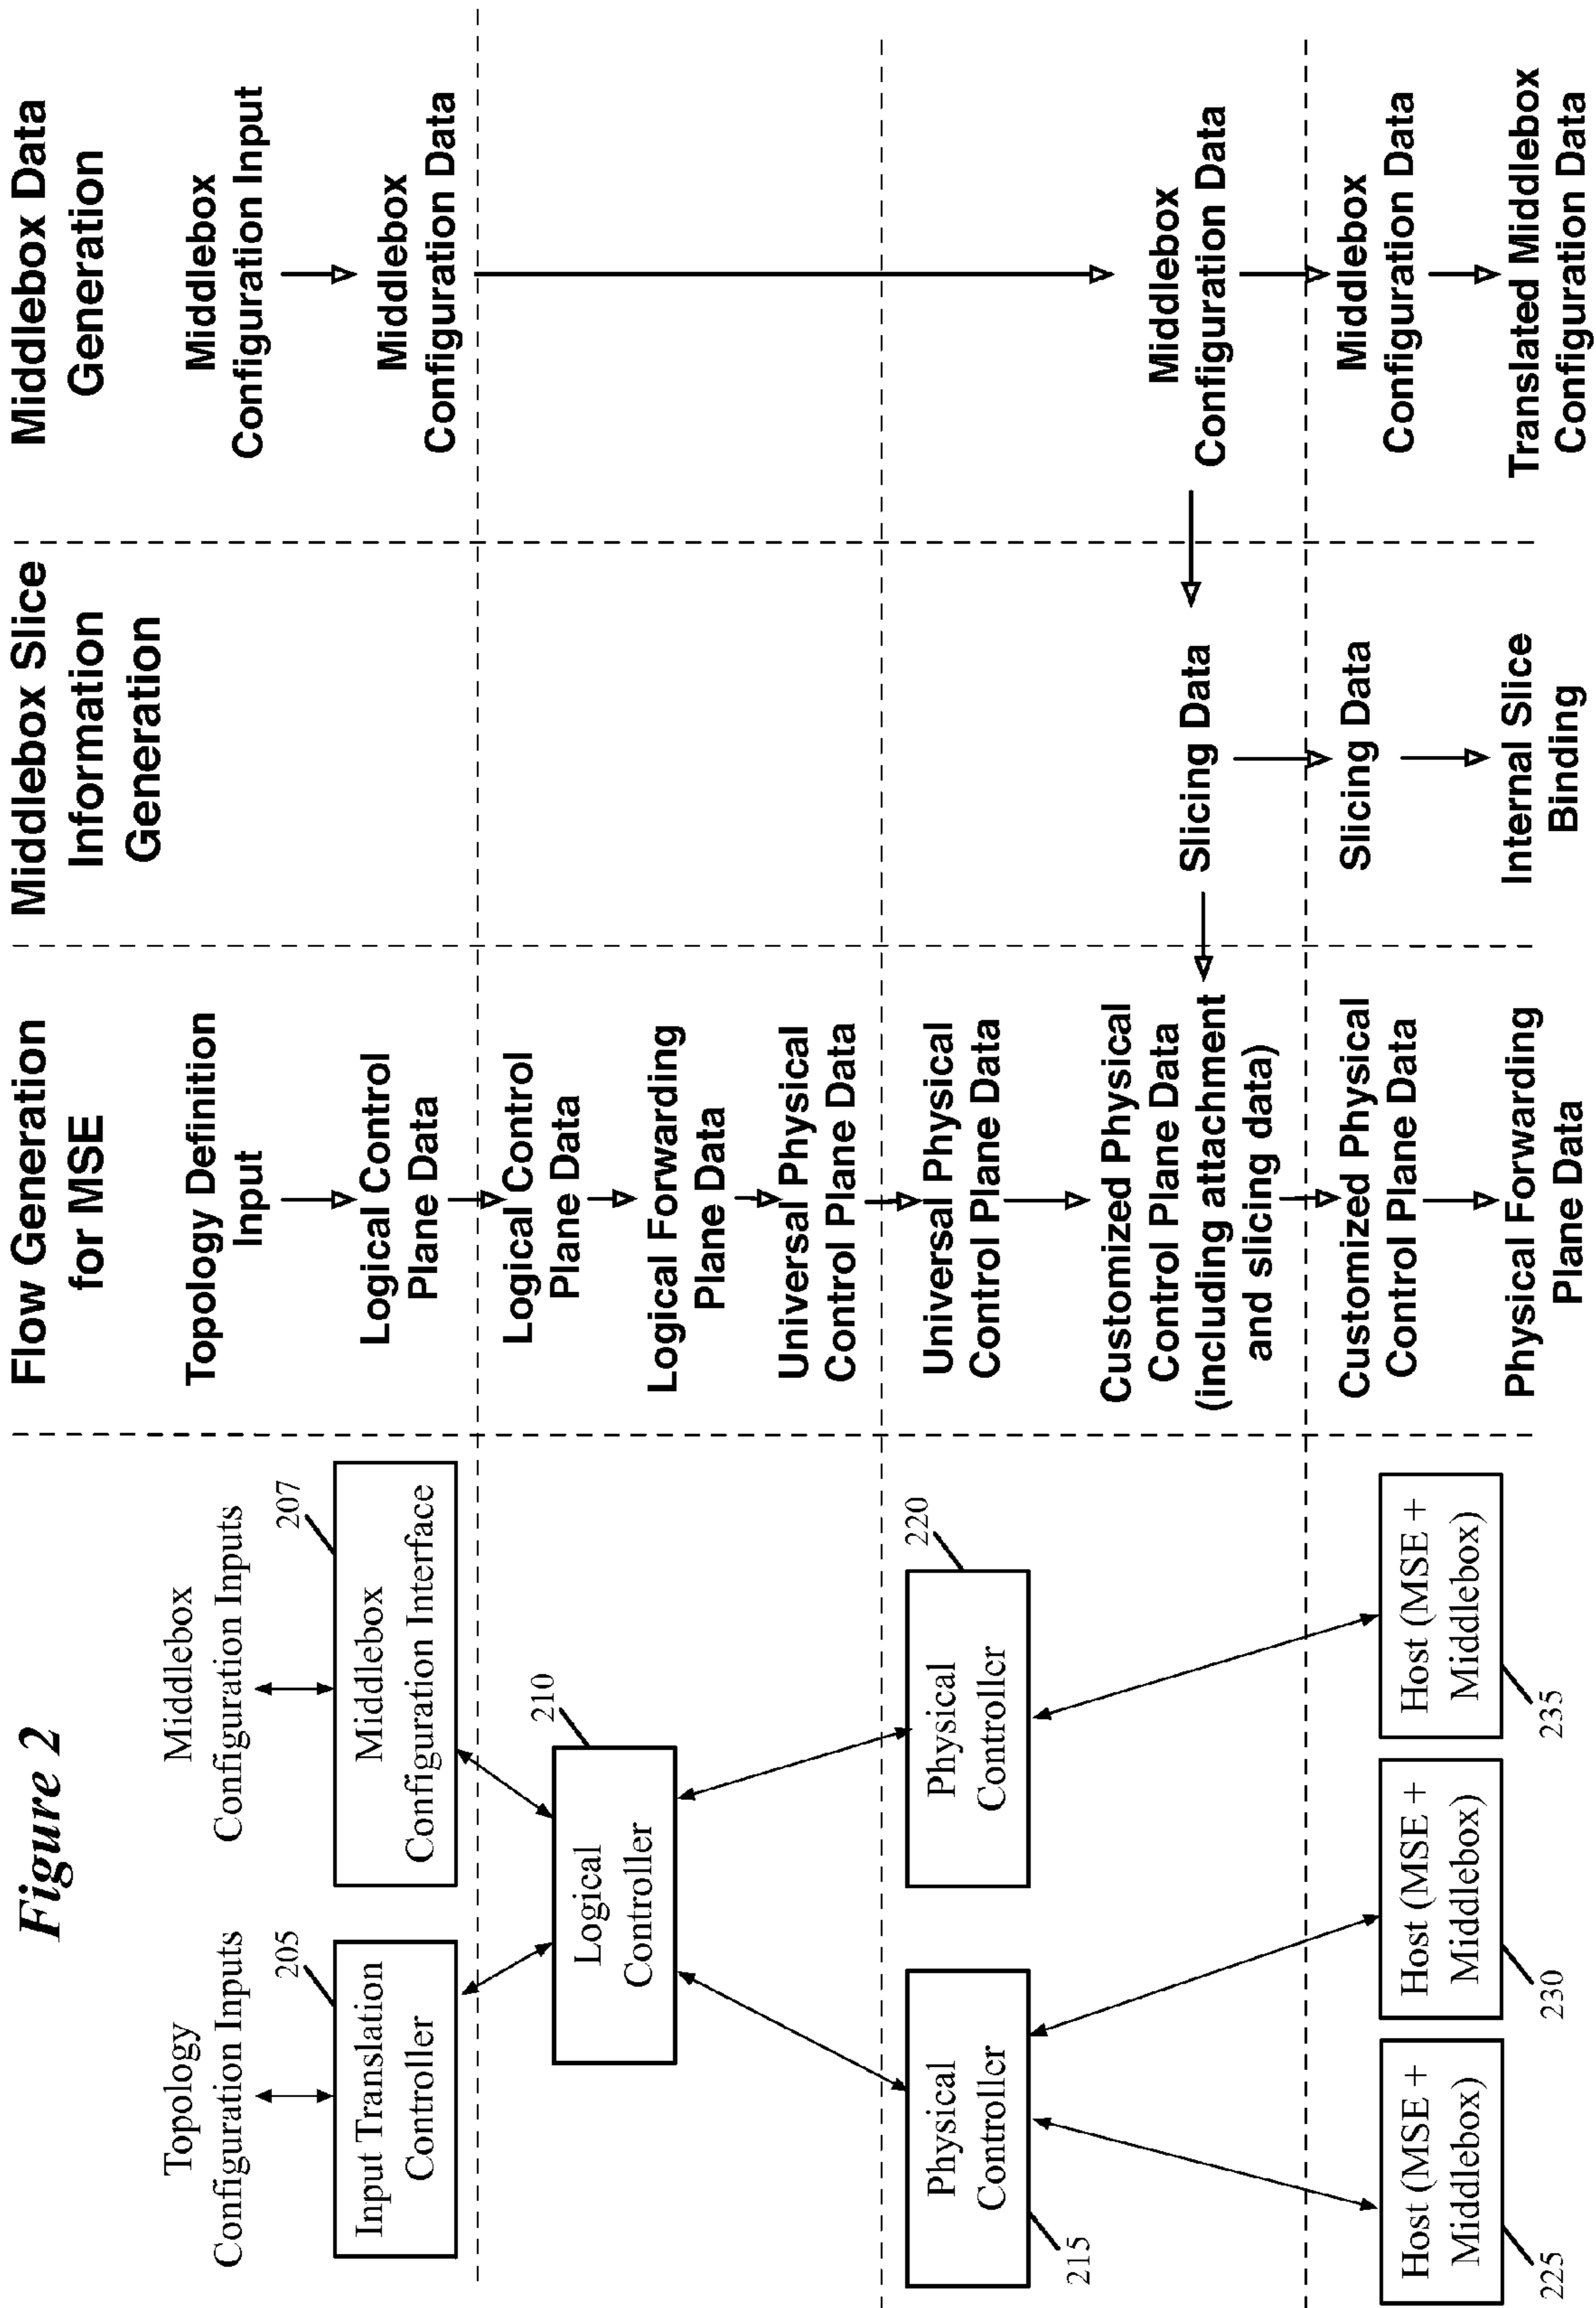 Figure 2
Topology
Configuration Inputs
Middlebox
Configuration Inputs
205
Input Translation
Controller
207
Middlebox
Configuration Interface
210
Logical
Controller
Physical
Controller
215
220
Physical
Controller
Host (MSE +
Middlebox)
225
Host (MSE +
Middlebox)
230
Host (MSE +
Middlebox)
235
Flow Generation
for MSE
Topology Definition
Input
Logical Control
Plane Data
Logical Control
Plane Data
Logical Forwarding
Plane Data
Universal Physical
Control Plane Data
Universal Physical
Control Plane Data
Customized Physical
Control Plane Data
(including attachment
and slicing data)
Customized Physical
Control Plane Data
Physical Forwarding
Plane Data
Middlebox Slice
Information
Generation
Slicing Data
Slicing Data
Internal Slice
Binding
Middlebox Data
Generation
Middlebox
Configuration Input
Middlebox
Configuration Data
Middlebox
Configuration Data
Middlebox
Configuration Data
Translated Middlebox
Configuration Data